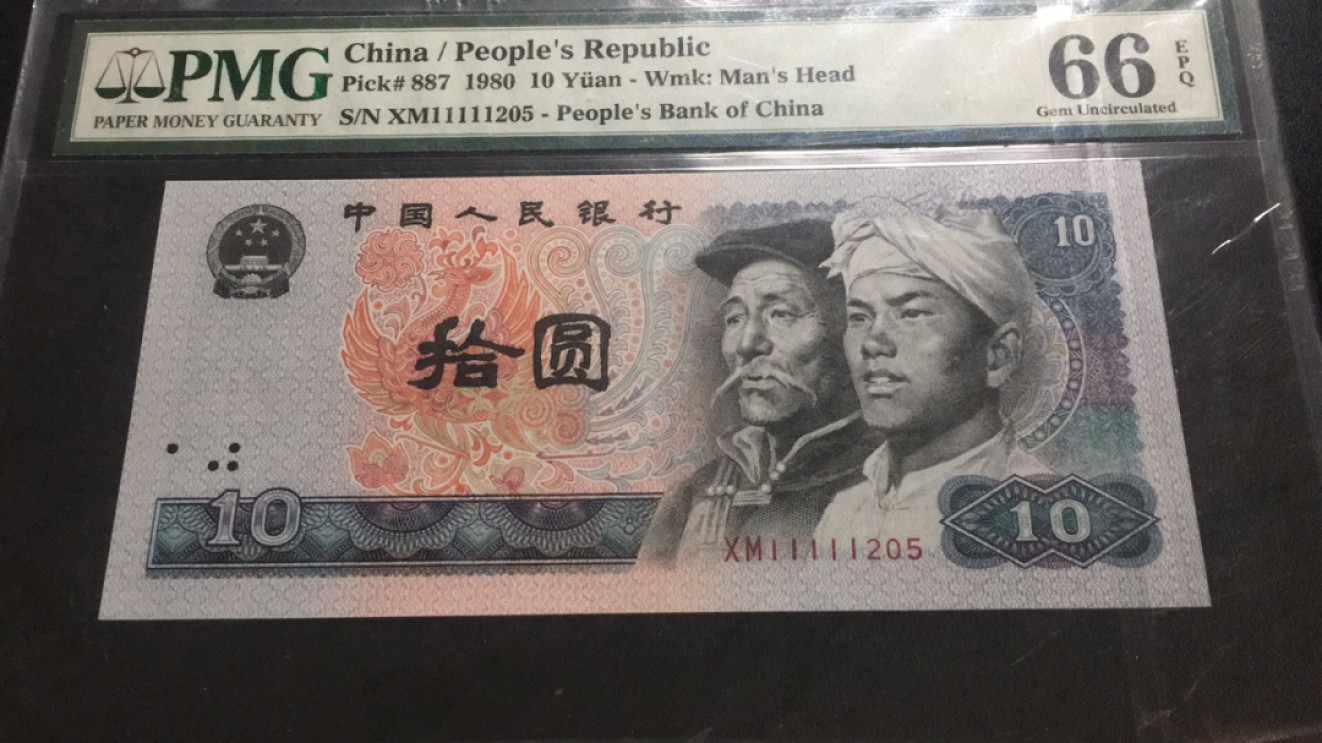 PMG
PAPER MONEY GUARANTY
China / People's Republic
Pick# 887 1980 10 Yüan - Wmk: Man's Head
S/N XM11111205 - People's Bank of China
66
EPQ
Gem Uncirculated
中国人民银行
10
拾圆
10
XM11111205
10